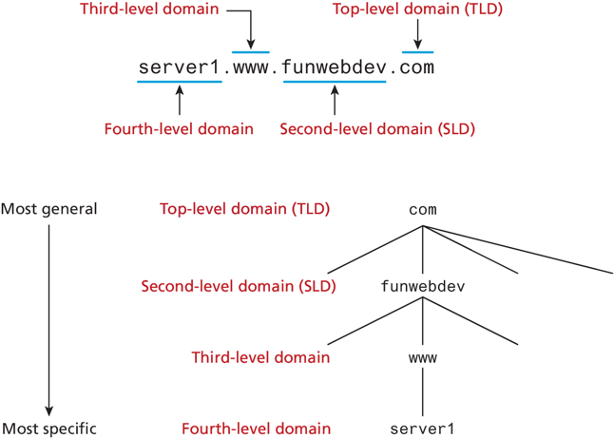 Third-level domain
Top-level domain (TLD)
server1.www.funwebdev.com
Fourth-level domain
Second-level domain (SLD)
Most general
Top-level domain (TLD)
com
Second-level domain (SLD)
funwebdev
Third-level domain
www
Most specific
Fourth-level domain
server1